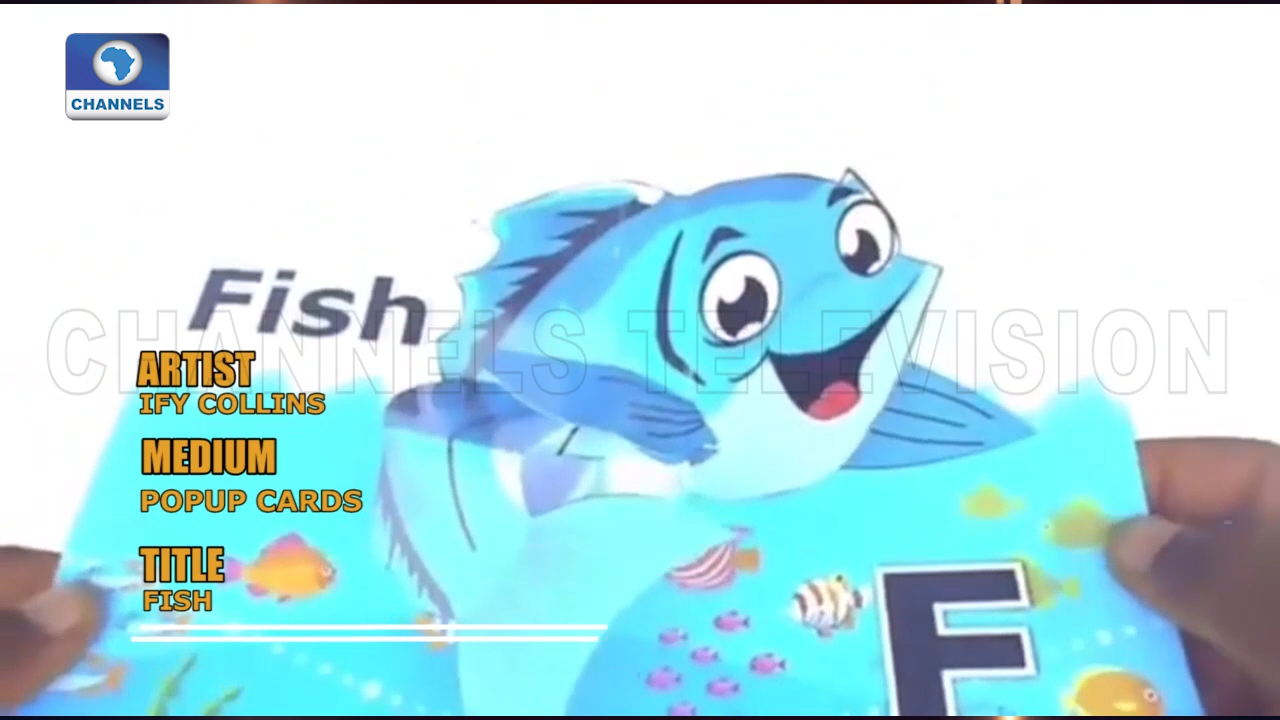 CHANNELS
Fish
CHANNELS TELEVISION
ARTIST
IFY COLLINS
MEDIUM
POPUP CARDS
TITLE
FISH
F